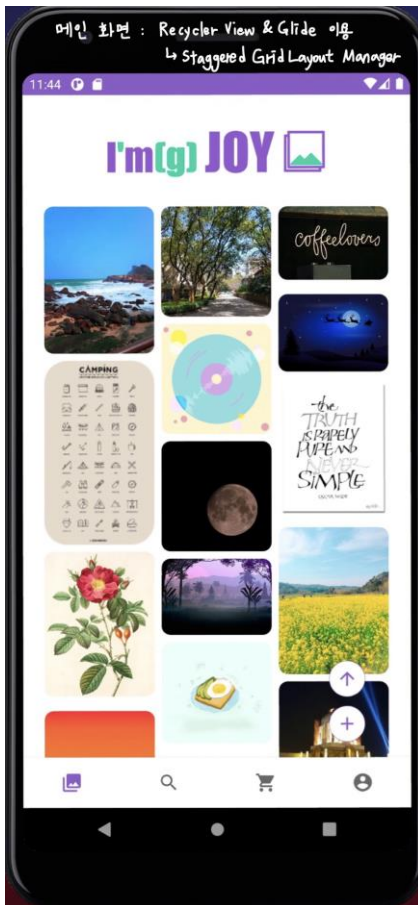 메인 화면 : Recycler View & Glide 이용
↳ Staggered Grid Layout Manager
11:44
I'm(g) JOY
coffeelovers
CAMPING
the
TRUTH
IS RARELY
PURE AND
NEVER
SIMPLE